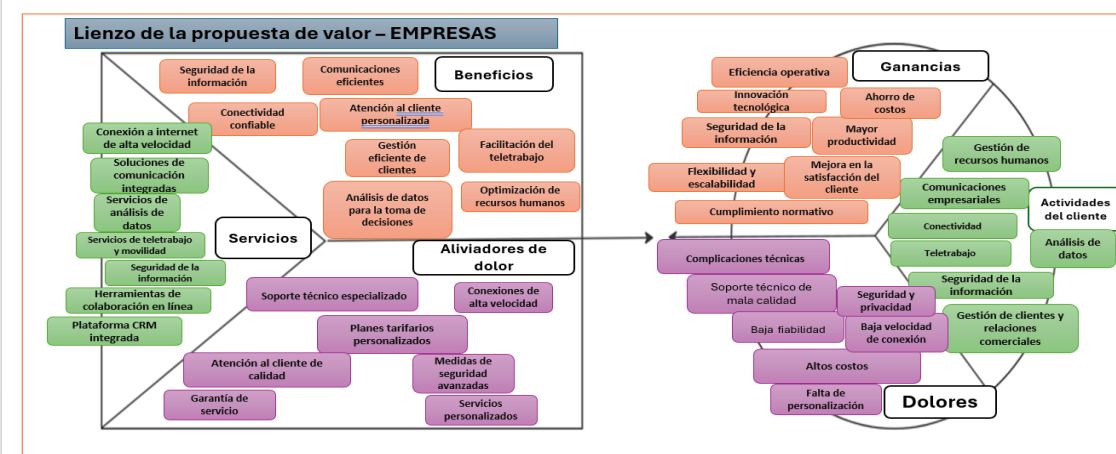 Lienzo de la propuesta de valor – EMPRESAS
Seguridad de la
información
Comunicaciones
eficientes
Beneficios
Conectividad
confiable
Atención al cliente
personalizada
Gestión
eficiente de
clientes
Facilitación del
teletrabajo
Análisis de datos
para la toma de
decisiones
Optimización de
recursos humanos
Conexión a internet
de alta velocidad
Soluciones de
comunicación
integradas
Servicios de
análisis de
datos
Servicios de teletrabajo
y movilidad
Seguridad de la
información
Herramientas de
colaboración en línea
Plataforma CRM
integrada
Servicios
Aliviadores de
dolor
Soporte técnico especializado
Conexiones de
alta velocidad
Planes tarifarios
personalizados
Atención al cliente de
calidad
Medidas de
seguridad
avanzadas
Garantía de
servicio
Servicios
personalizados
Ganancias
Eficiencia operativa
Innovación
tecnológica
Ahorro de
costos
Seguridad de la
información
Mayor
productividad
Flexibilidad y
escalabilidad
Mejora en la
satisfacción del
cliente
Cumplimiento normativo
Gestión de
recursos humanos
Comunicaciones
empresariales
Actividades
del cliente
Conectividad
Teletrabajo
Análisis de
datos
Seguridad de la
información
Gestión de clientes y
relaciones
comerciales
Complicaciones técnicas
Soporte técnico de
mala calidad
Seguridad y
privacidad
Baja fiabilidad
Baja velocidad
de conexión
Altos costos
Falta de
personalización
Dolores